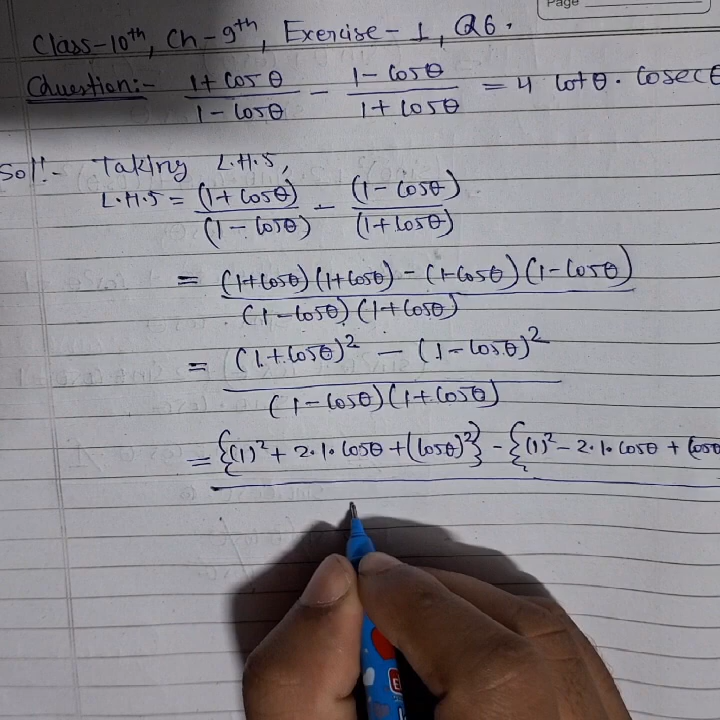 Page
Class-10th, Ch-9th, Exercise-1, Q6.
Question:- 1+cosθ/1-cosθ - 1-cosθ/1+cosθ = 4 cotθ.cosecθ
Sol!:- Taking L.H.S,
L.H.S = (1+cosθ)/(1-cosθ) - (1-cosθ)/(1+cosθ)
= (1+cosθ)(1+cosθ)-(1-cosθ)(1-cosθ)/(1-cosθ)(1+cosθ)
= (1+cosθ)² - (1-cosθ)²/(1-cosθ)(1+cosθ)
= {(1)²+2.1.cosθ+(cosθ)²}-{(1)²-2.1.cosθ+(cosθ